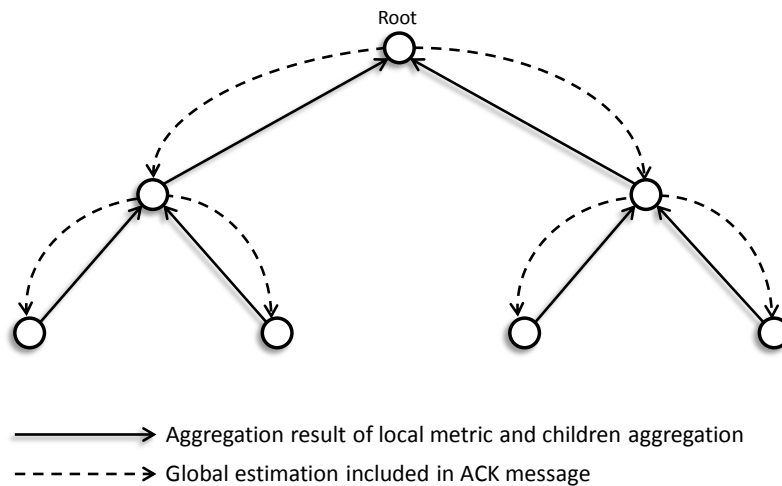 Root
Aggregation result of local metric and children aggregation
Global estimation included in ACK message